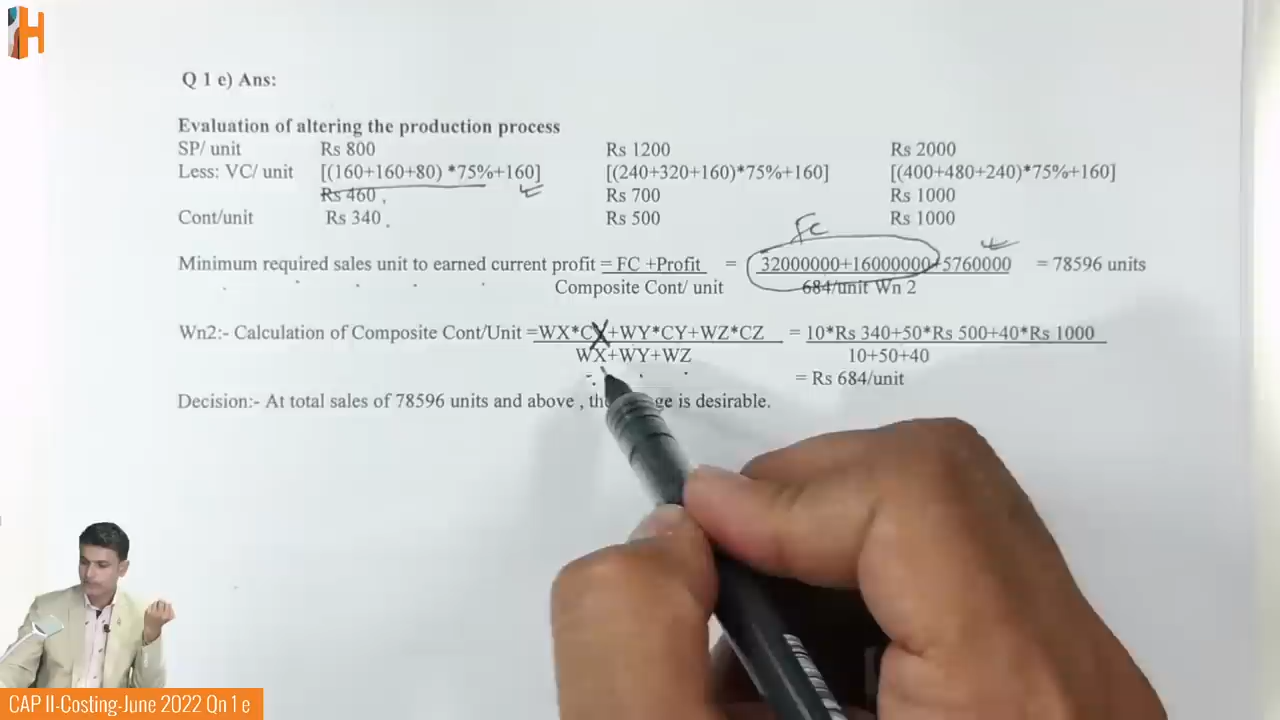 H
Q 1 e) Ans:
Evaluation of altering the production process
SP/ unit Rs 800 Rs 1200 Rs 2000
Less: VC/ unit [(160+160+80) *75%+160] [(240+320+160)*75%+160] [(400+480+240)*75%+160]
Rs 460 Rs 700 Rs 1000
Cont/unit Rs 340 Rs 500 Rs 1000
FC
Minimum required sales unit to earned current profit = FC +Profit = 32000000+16000000+5760000 = 78596 units
Composite Cont/ unit 684/unit Wn 2
Wn2:- Calculation of Composite Cont/Unit =WX*CX+WY*CY+WZ*CZ = 10*Rs 340+50*Rs 500+40*Rs 1000
WX+WY+WZ 10+50+40
= Rs 684/unit
Decision:- At total sales of 78596 units and above , is desirable.
CAP II-Costing-June 2022 Qn 1 e